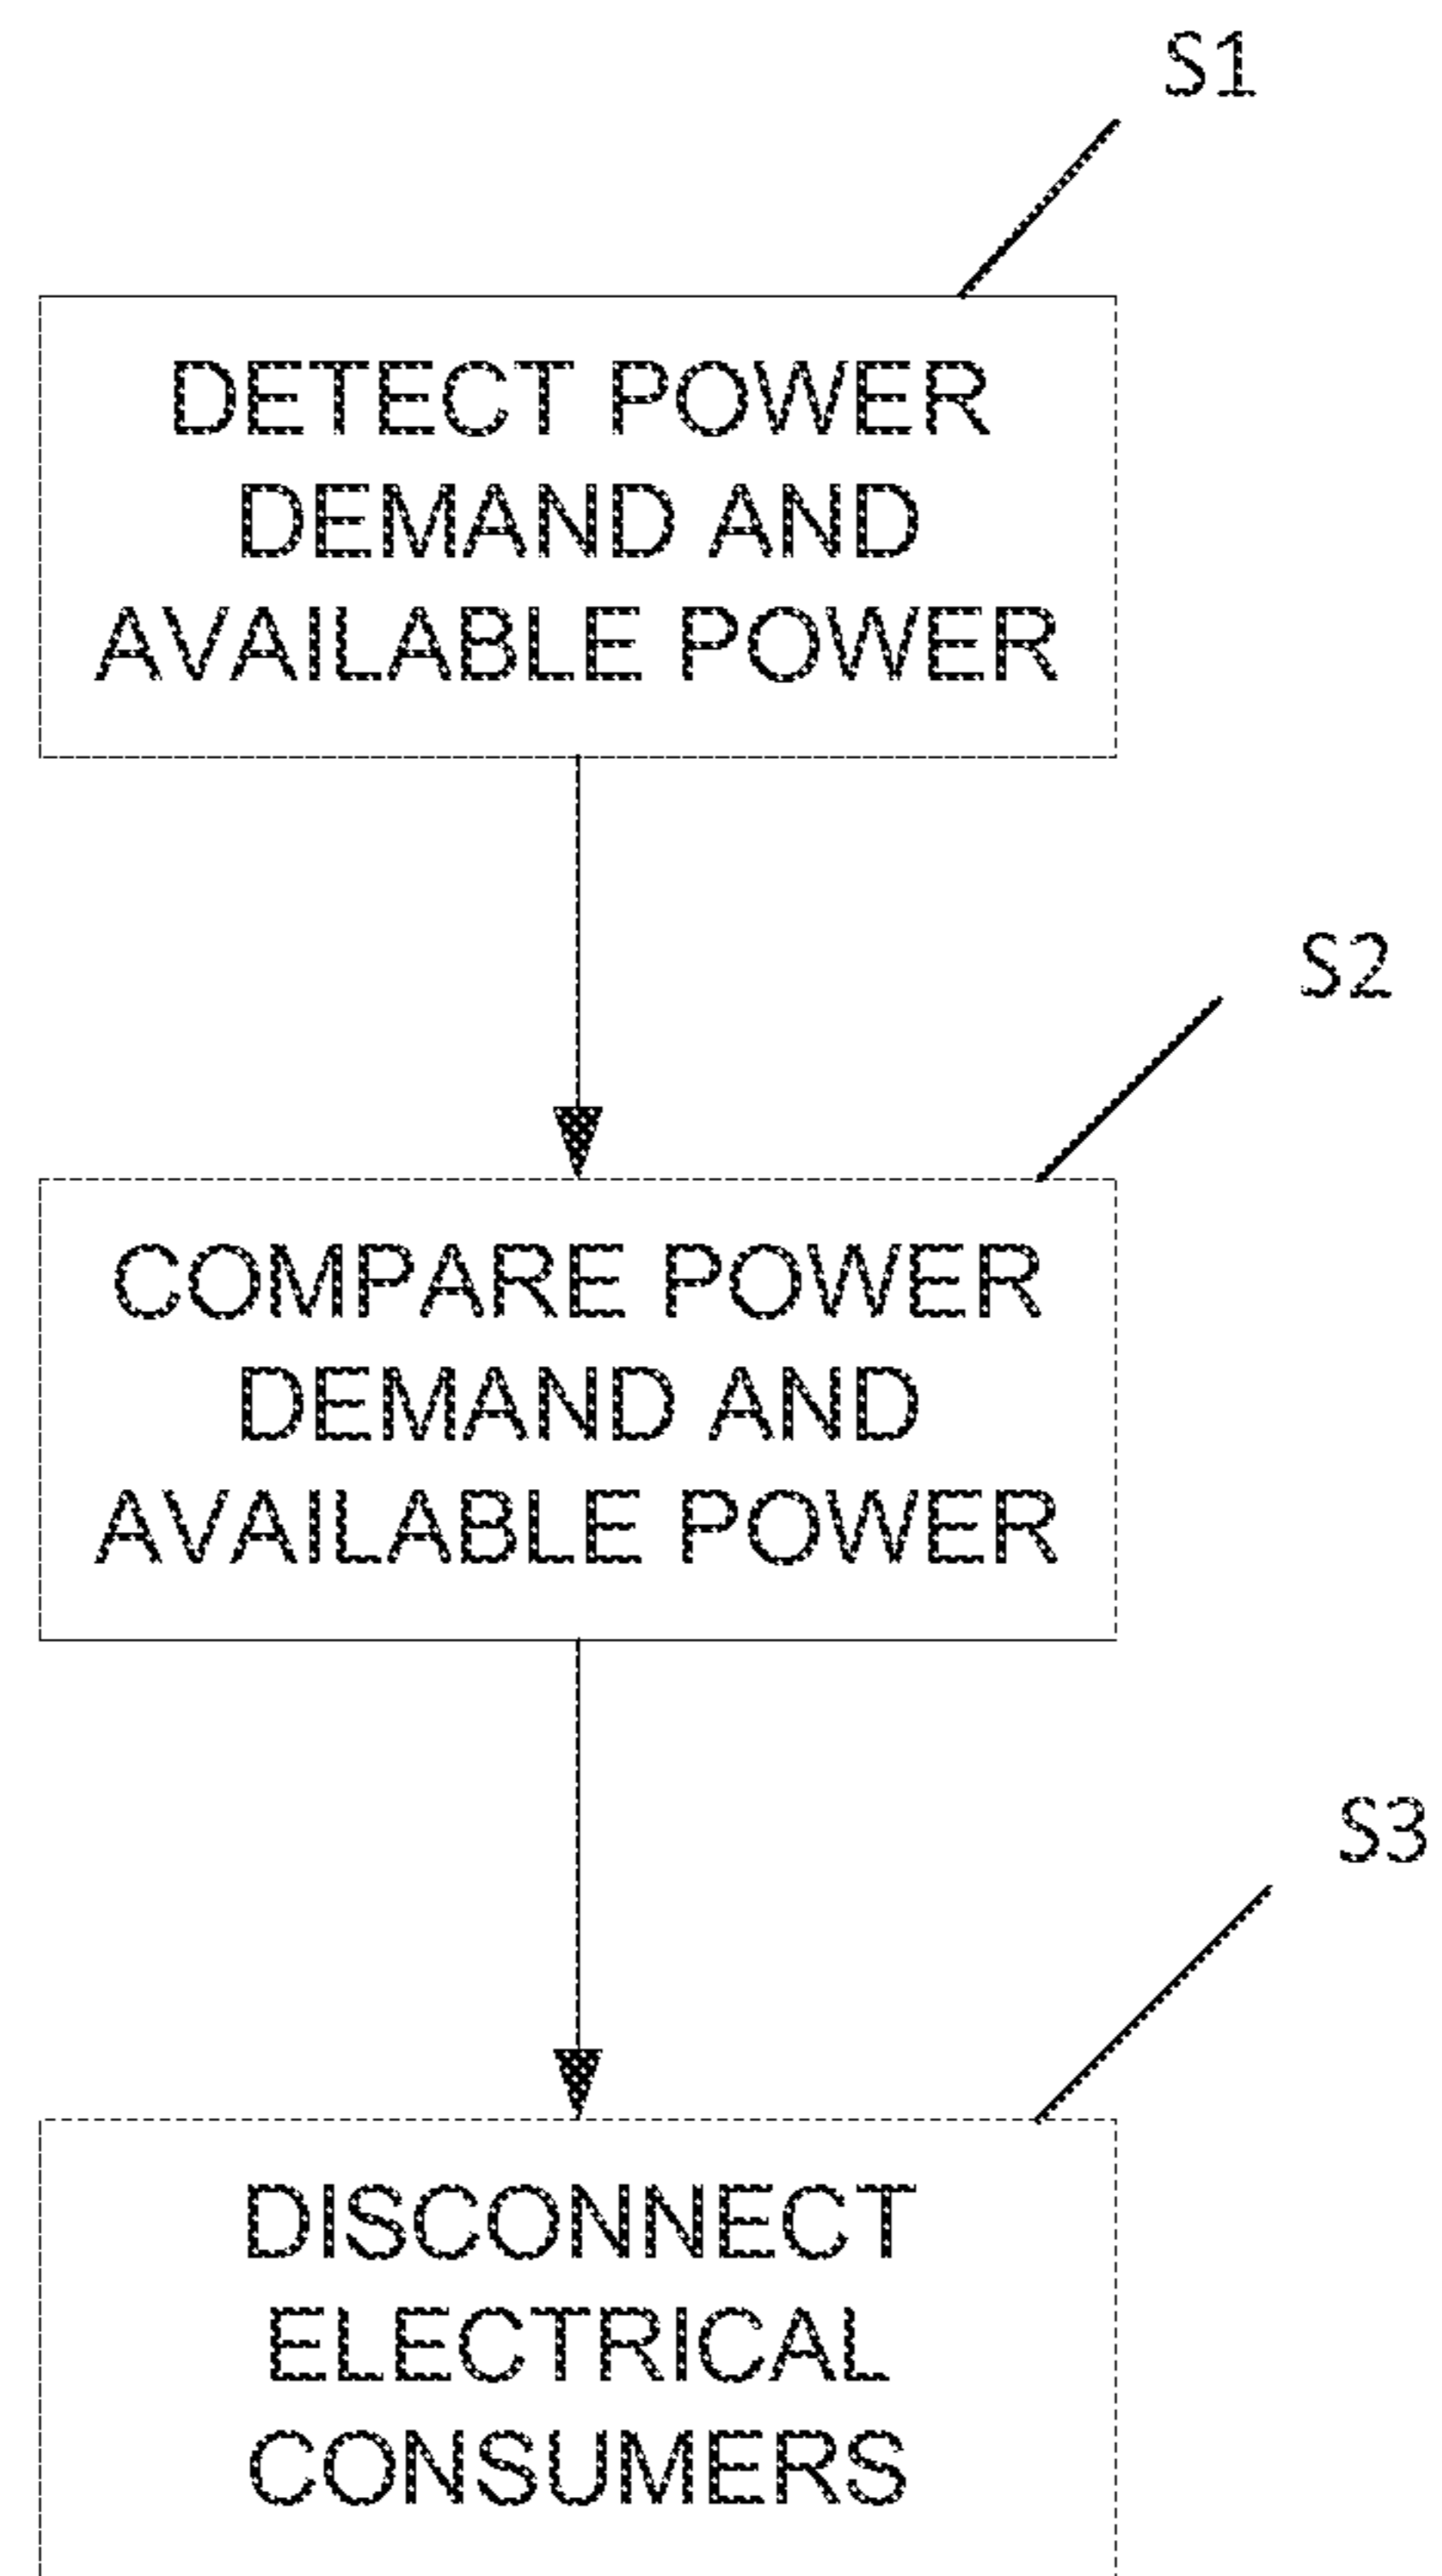 S1
DETECT POWER
DEMAND AND
AVAILABLE POWER
S2
COMPARE POWER
DEMAND AND
AVAILABLE POWER
S3
DISCONNECT
ELECTRICAL
CONSUMERS